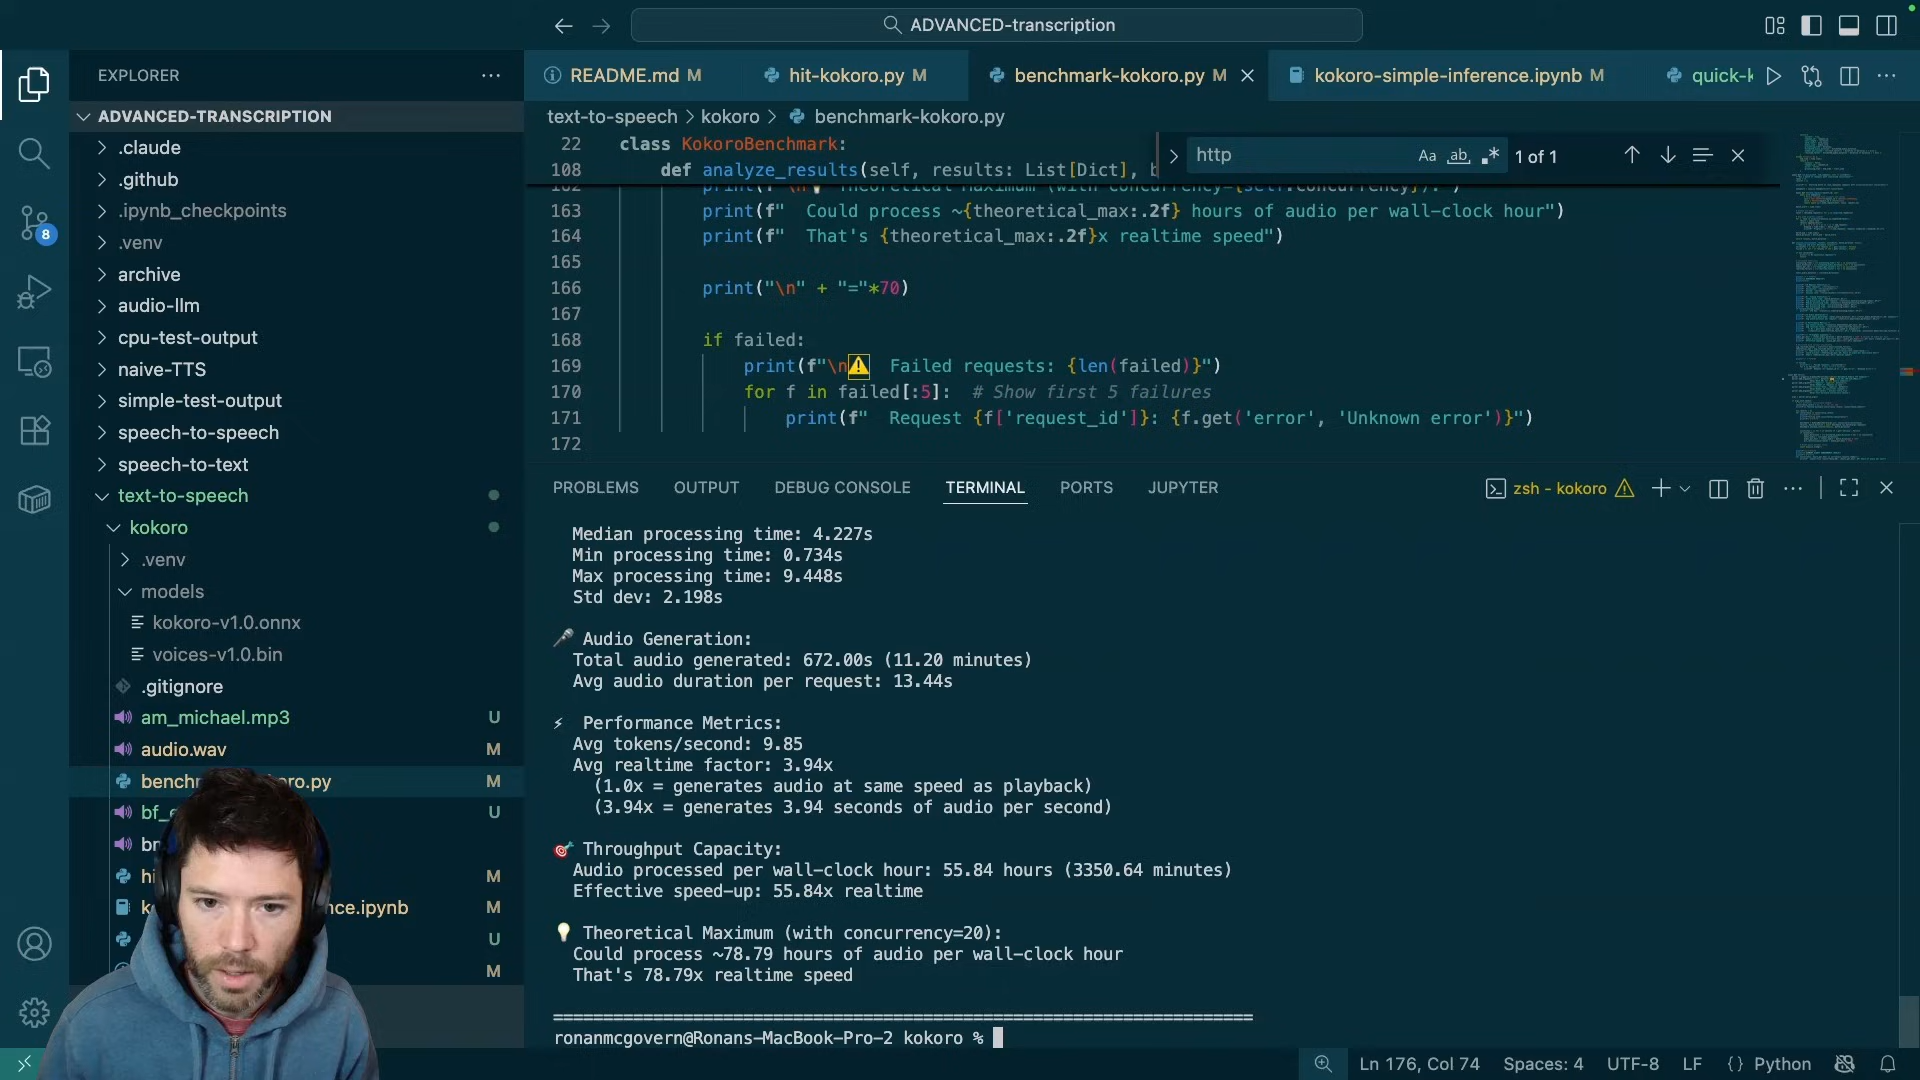 ADVANCED-transcription
EXPLORER
ADVANCED-TRANSCRIPTION
.claude
.github
.ipynb_checkpoints
.venv
archive
audio-llm
cpu-test-output
naive-TTS
simple-test-output
speech-to-speech
speech-to-text
text-to-speech
kokoro
.venv
models
kokoro-v1.0.onnx
voices-v1.0.bin
.gitignore
am_michael.mp3 U
audio.wav M
M
U
M
nce.ipynb M
U
M
8
README.md M
hit-kokoro.py M
benchmark-kokoro.py M
kokoro-simple-inference.ipynb M
quick-k
text-to-speech > kokoro > benchmark-kokoro.py
http
Aa ab .* 1 of 1
22 class KokoroBenchmark:
108 def analyze_results(self, results: List[Dict], b
163 print(f"  Could process ~{theoretical_max:.2f} hours of audio per wall-clock hour")
164 print(f"  That's {theoretical_max:.2f}x realtime speed")
165
166 print("\n" + "="*70)
167
168 if failed:
169 print(f"\n⚠️  Failed requests: {len(failed)}")
170 for f in failed[:5]:  # Show first 5 failures
171 print(f"  Request {f['request_id']}: {f.get('error', 'Unknown error')}")
172
PROBLEMS OUTPUT DEBUG CONSOLE TERMINAL PORTS JUPYTER
zsh - kokoro
Median processing time: 4.227s
Min processing time: 0.734s
Max processing time: 9.448s
Std dev: 2.198s
🎤 Audio Generation:
Total audio generated: 672.00s (11.20 minutes)
Avg audio duration per request: 13.44s
⚡ Performance Metrics:
Avg tokens/second: 9.85
Avg realtime factor: 3.94x
(1.0x = generates audio at same speed as playback)
(3.94x = generates 3.94 seconds of audio per second)
🎯 Throughput Capacity:
Audio processed per wall-clock hour: 55.84 hours (3350.64 minutes)
Effective speed-up: 55.84x realtime
💡 Theoretical Maximum (with concurrency=20):
Could process ~78.79 hours of audio per wall-clock hour
That's 78.79x realtime speed
======================================================================
ronanmcgovern@Ronans-MacBook-Pro-2 kokoro %
Ln 176, Col 74 Spaces: 4 UTF-8 LF {} Python